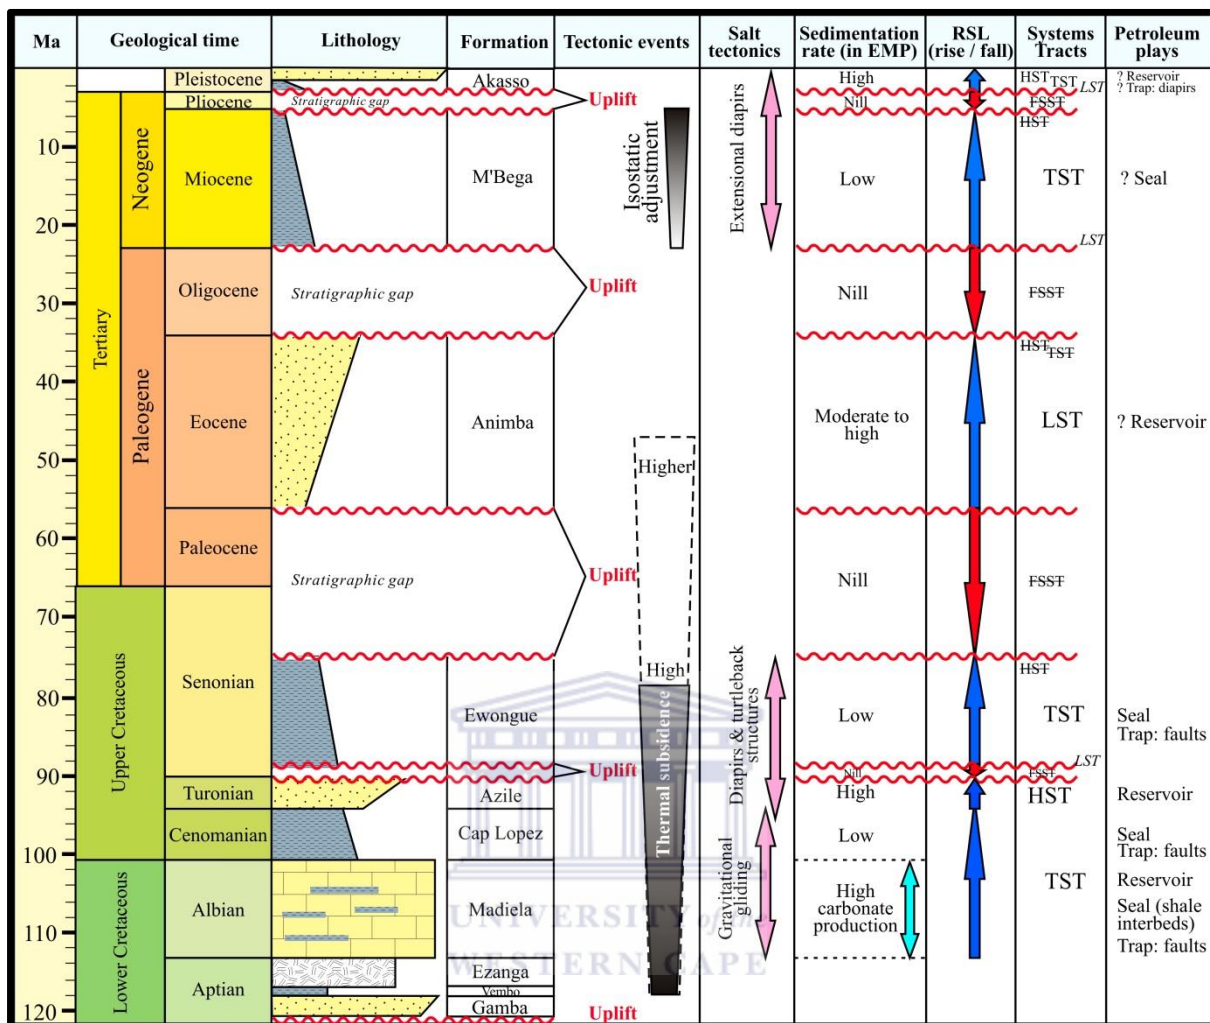 Ma
Geological time
Lithology
Formation
Tectonic events
Salt
tectonics
Sedimentation
rate (in EMP)
RSL
(rise / fall)
Systems
Tracts
Petroleum
plays
10
20
30
40
50
60
70
80
90
100
110
120
Tertiary
Upper Cretaceous
Lower Cretaceous
Neogene
Paleogene
Pleistocene
Pliocene
Miocene
Oligocene
Eocene
Paleocene
Senonian
Turonian
Cenomanian
Albian
Aptian
Stratigraphic gap
Stratigraphic gap
Stratigraphic gap
Akasso
M'Bega
Animba
Ewongue
Azile
Cap Lopez
Madiela
Ezanga
Vembo
Gamba
Uplift
Uplift
Uplift
Uplift
Uplift
Isostatic
adjustment
Higher
High
Thermal subsidence
Extensional diapirs
Diapirs & turtleback
structures
Gravitational
gliding
High
Nill
Low
Nill
Moderate to
high
Nill
Low
Nill
High
Low
High
carbonate
production
HST
TST
LST
FSST
HST
TST
LST
FSST
HST
TST
LST
FSST
HST
TST
LST
FSST
HST
TST
? Reservoir
? Trap: diapirs
? Seal
? Reservoir
Seal
Trap: faults
Reservoir
Seal
Trap: faults
Reservoir
Seal (shale
interbeds)
Trap: faults
UNIVERSITY of the
WESTERN CAPE